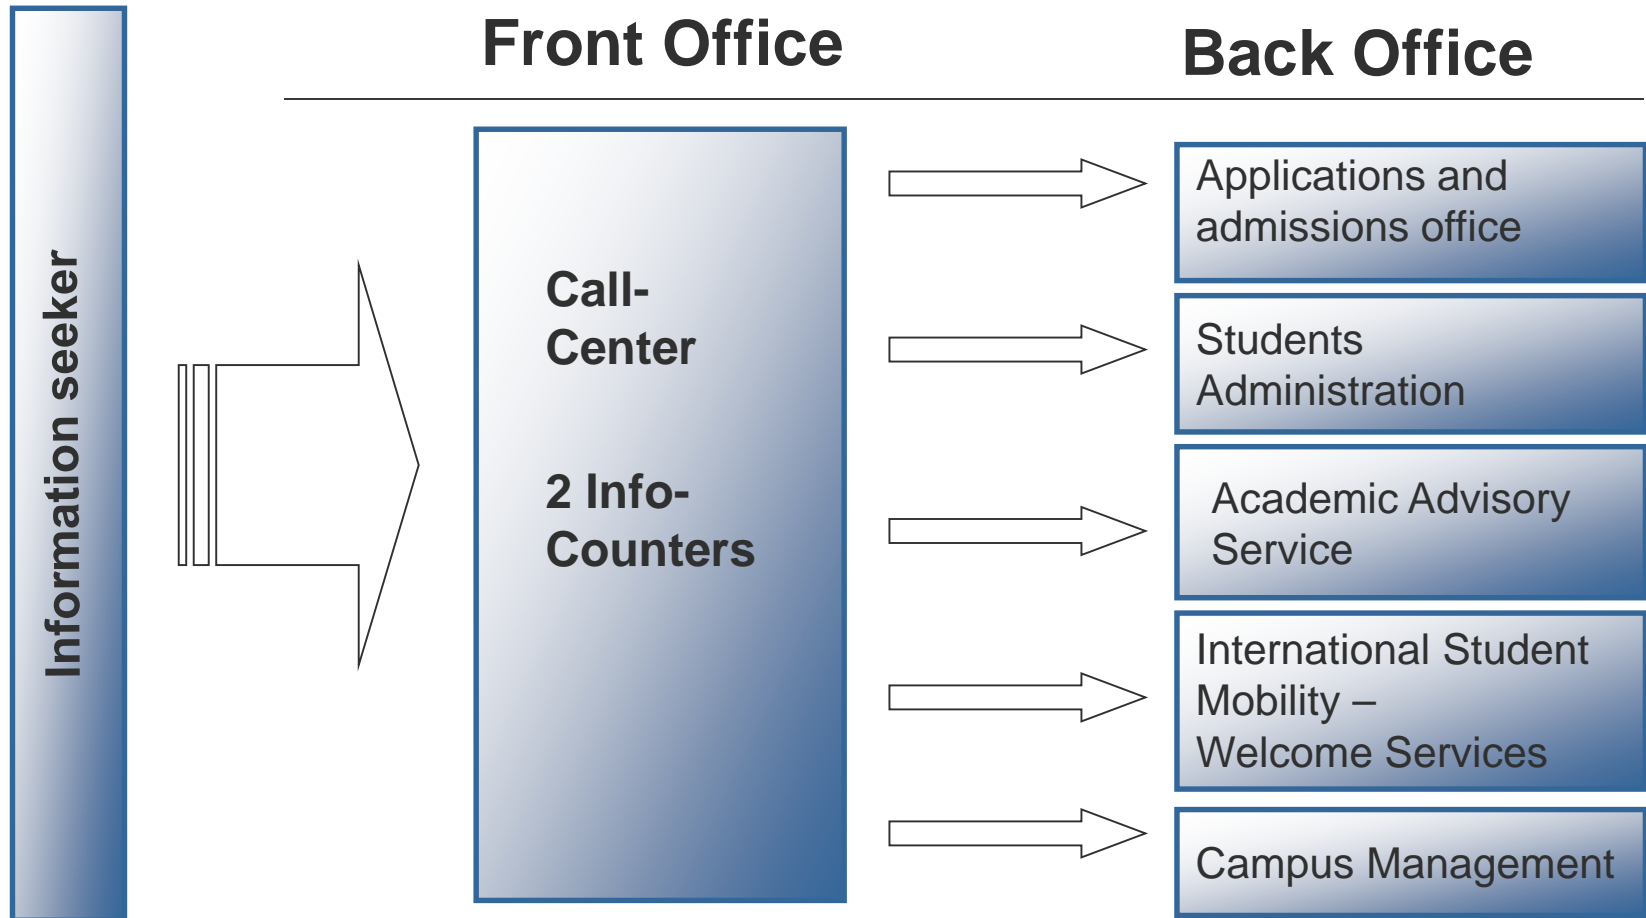 Front Office
Back Office
Information seeker
Call-
Center
2 Info-
Counters
Applications and
admissions office
Students
Administration
Academic Advisory
Service
International Student
Mobility –
Welcome Services
Campus Management